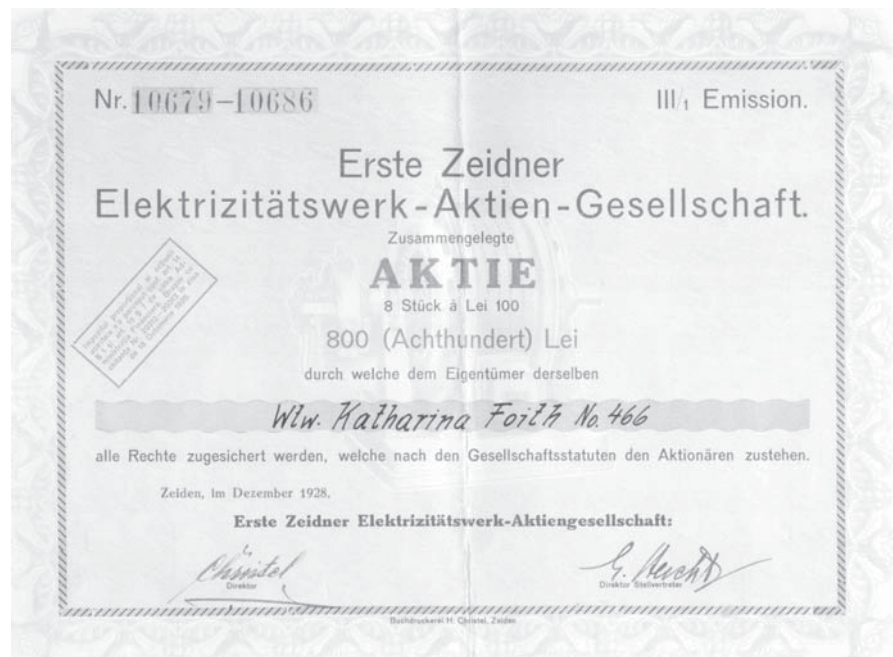 Nr. 10679-10686
III/1 Emission.
Erste Zeidner
Elektrizitätswerk-Aktien-Gesellschaft.
Zusammengelegte
AKTIE
8 Stück á Lei 100
800 (Achthundert) Lei
durch welche dem Eigentümer derselben
Wtw. Katharina Foith No. 466
alle Rechte zugesichert werden, welche nach den Gesellschaftsstatuten den Aktionären zustehen.
Zeiden, im Dezember 1928.
Erste Zeidner Elektrizitätswerk-Aktiengesellschaft:
Christel
Direktor
Direktor Stellvertreter
Buchdruckerei H. Christel, Zeiden